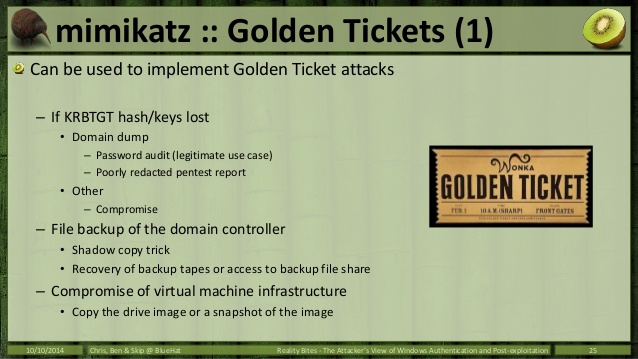 mimikatz :: Golden Tickets (1)
Can be used to implement Golden Ticket attacks
– If KRBTGT hash/keys lost
• Domain dump
– Password audit (legitimate use case)
– Poorly redacted pentest report
• Other
– Compromise
– File backup of the domain controller
• Shadow copy trick
• Recovery of backup tapes or access to backup file share
– Compromise of virtual machine infrastructure
• Copy the drive image or a snapshot of the image
WONKA
GOLDEN TICKET
FEB.1 10 A.M. (SHARP) FRONT GATES
10/10/2014 Chris, Ben & Skip @ BlueHat Reality Bites - The Attacker's View of Windows Authentication and Post-exploitation 25